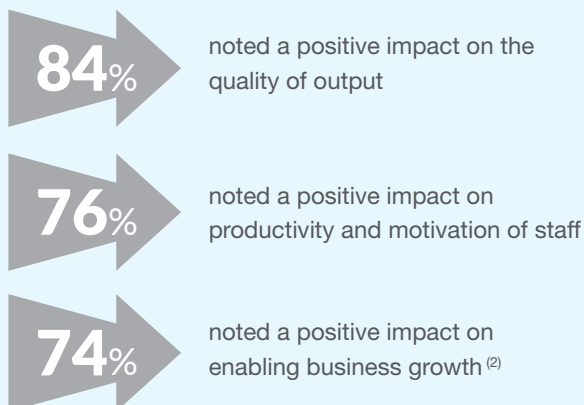 84%
noted a positive impact on the
quality of output
76%
noted a positive impact on
productivity and motivation of staff
74%
noted a positive impact on
enabling business growth (2)